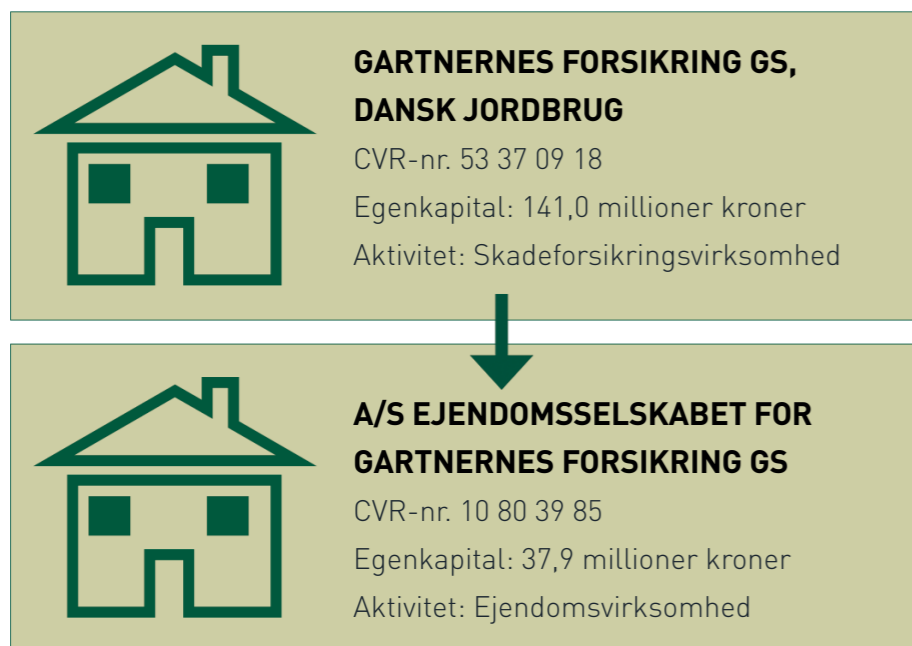 GARTNERNES FORSIKRING GS,
DANSK JORDBRUG
CVR-nr. 53 37 09 18
Egenkapital: 141,0 millioner kroner
Aktivitet: Skadeforsikringsvirksomhed
A/S EJENDOMSSELSKABET FOR
GARTNERNES FORSIKRING GS
CVR-nr. 10 80 39 85
Egenkapital: 37,9 millioner kroner
Aktivitet: Ejendomsvirksomhed